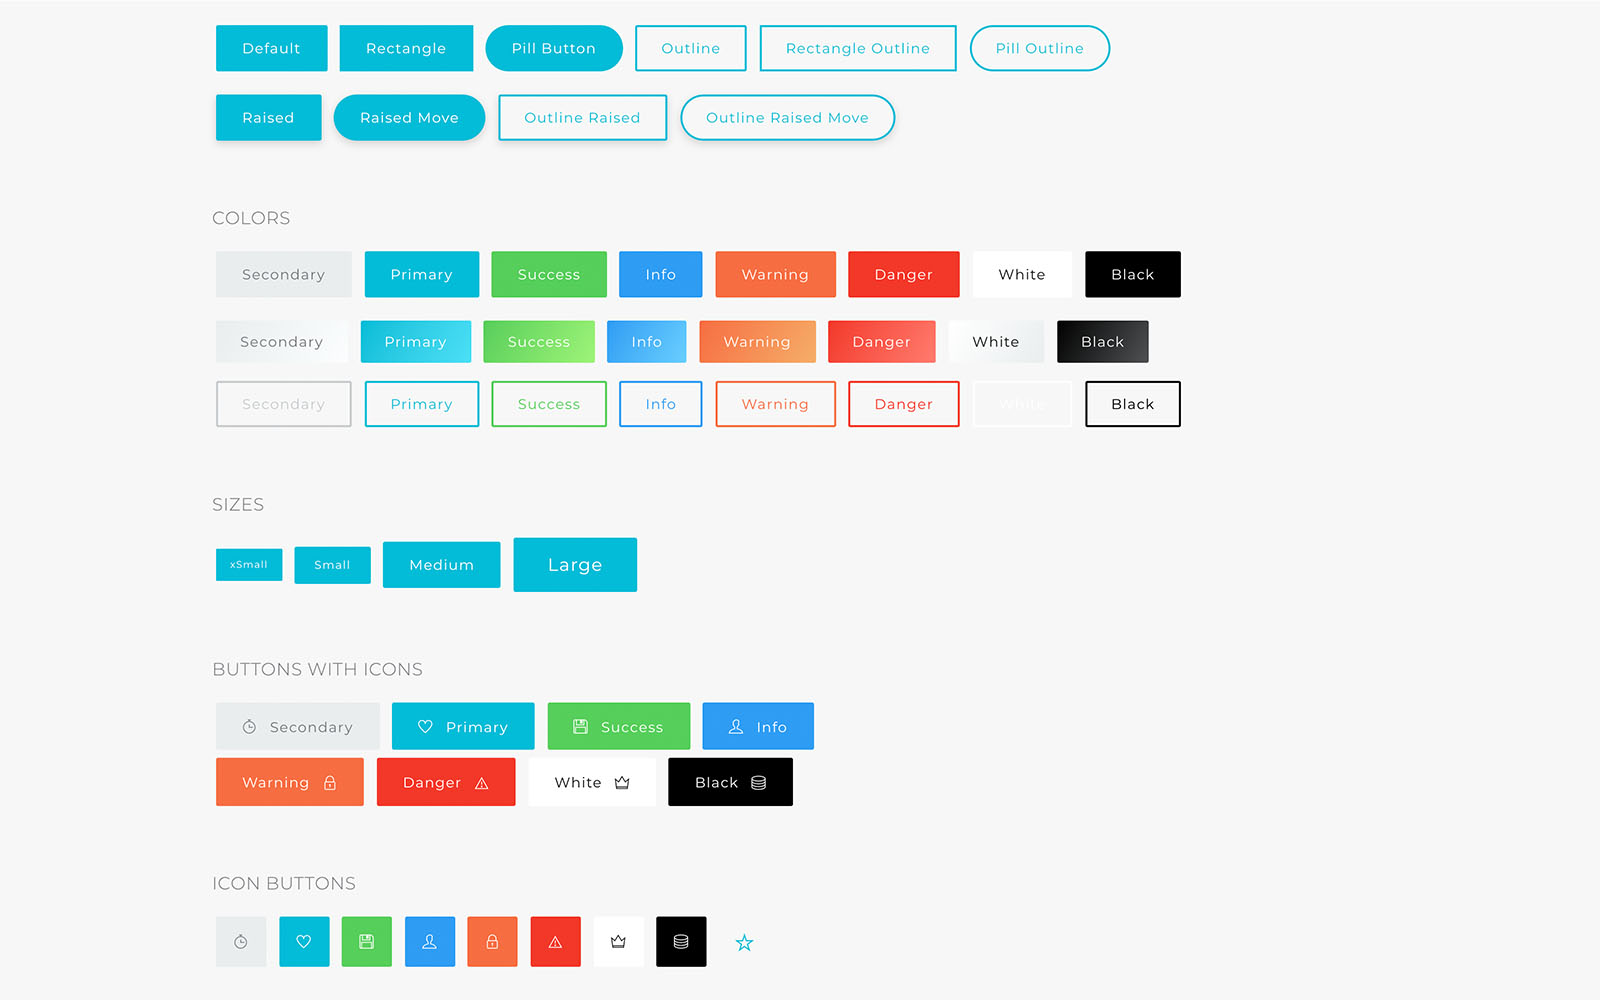 Default Rectangle Pill Button Outline Rectangle Outline Pill Outline
Raised Raised Move Outline Raised Outline Raised Move
COLORS
Secondary Primary Success Info Warning Danger White Black
Secondary Primary Success Info Warning Danger White Black
Secondary Primary Success Info Warning Danger White Black
SIZES
xSmall Small Medium Large
BUTTONS WITH ICONS
Secondary Primary Success Info
Warning Danger White Black
ICON BUTTONS